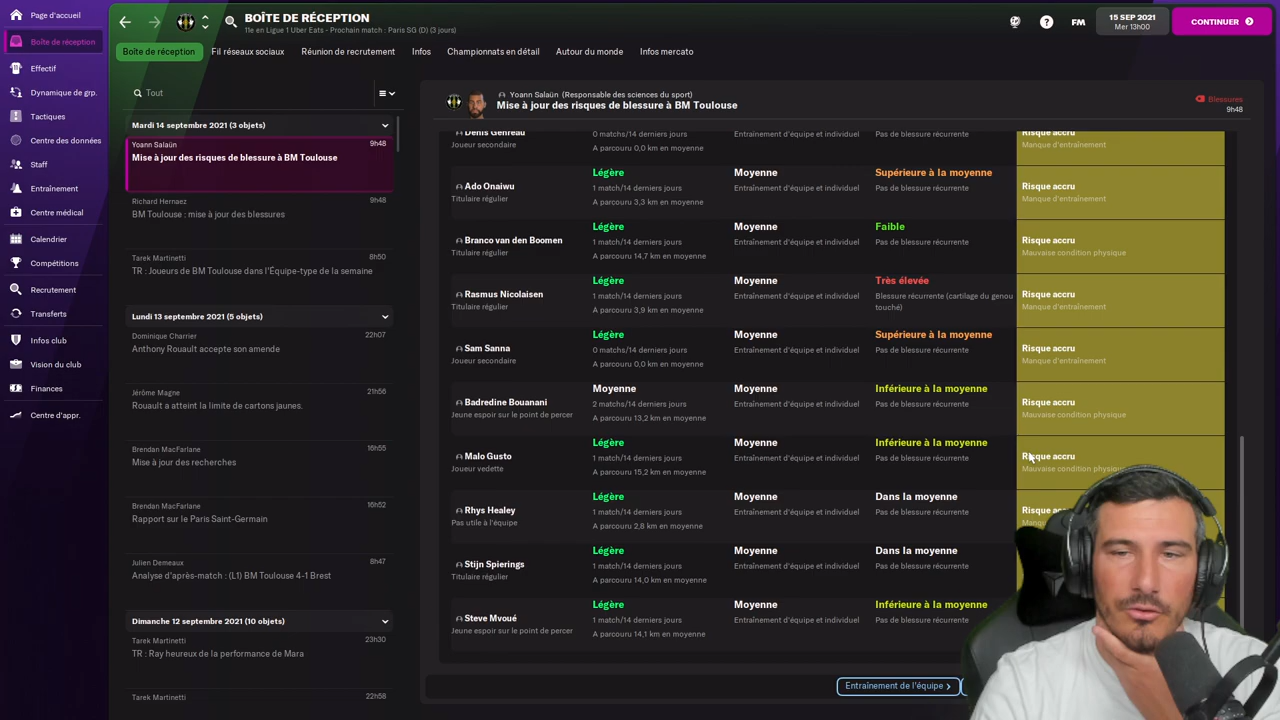 Page d'accueil
Boîte de réception
Effectif
Dynamique de grp.
Tactiques
Centre des données
Staff
Entraînement
Centre médical
Calendrier
Compétitions
Recrutement
Transferts
Infos club
Vision du club
Finances
Centre d'appr.
BOÎTE DE RÉCEPTION
11e en Ligue 1 Uber Eats - Prochain match : Paris SG (D) (3 jours)
FM
15 SEP 2021
Mer 13h00
CONTINUER
Boîte de réception
Fil réseaux sociaux
Réunion de recrutement
Infos
Championnats en détail
Autour du monde
Infos mercato
Tout
Mardi 14 septembre 2021 (3 objets)
Yoann Salaün 9h48
Mise à jour des risques de blessure à BM Toulouse
Richard Hernaez 9h48
BM Toulouse : mise à jour des blessures
Tarek Martinetti 8h50
TR : Joueurs de BM Toulouse dans l'Équipe-type de la semaine
Lundi 13 septembre 2021 (5 objets)
Dominique Charrier 22h07
Anthony Rouault accepte son amende
Jérôme Magne 21h56
Rouault a atteint la limite de cartons jaunes.
Brendan MacFarlane 16h55
Mise à jour des recherches
Brendan MacFarlane 16h52
Rapport sur le Paris Saint-Germain
Julien Demeaux 8h47
Analyse d'après-match : (L1) BM Toulouse 4-1 Brest
Dimanche 12 septembre 2021 (10 objets)
Tarek Martinetti 23h30
TR : Ray heureux de la performance de Mara
Tarek Martinetti 22h58
Yoann Salaün (Responsable des sciences du sport)
Mise à jour des risques de blessure à BM Toulouse
Blessures
9h48
Denis Genreau
Joueur secondaire
0 matchs/14 derniers jours
A parcouru 0,0 km en moyenne
Entraînement d'équipe et individuel
Pas de blessure récurrente
Risque accru
Manque d'entraînement
Ado Onaiwu
Titulaire régulier
Légère
1 match/14 derniers jours
A parcouru 3,3 km en moyenne
Moyenne
Entraînement d'équipe et individuel
Supérieure à la moyenne
Pas de blessure récurrente
Risque accru
Manque d'entraînement
Branco van den Boomen
Titulaire régulier
Légère
1 match/14 derniers jours
A parcouru 14,7 km en moyenne
Moyenne
Entraînement d'équipe et individuel
Faible
Pas de blessure récurrente
Risque accru
Mauvaise condition physique
Rasmus Nicolaisen
Titulaire régulier
Légère
1 match/14 derniers jours
A parcouru 3,9 km en moyenne
Moyenne
Entraînement d'équipe et individuel
Très élevée
Blessure récurrente (cartilage du genou
touché)
Risque accru
Manque d'entraînement
Sam Sanna
Joueur secondaire
Légère
0 matchs/14 derniers jours
A parcouru 0,0 km en moyenne
Moyenne
Entraînement d'équipe et individuel
Supérieure à la moyenne
Pas de blessure récurrente
Risque accru
Manque d'entraînement
Badredine Bouanani
Jeune espoir sur le point de percer
Moyenne
2 matchs/14 derniers jours
A parcouru 13,2 km en moyenne
Moyenne
Entraînement d'équipe et individuel
Inférieure à la moyenne
Pas de blessure récurrente
Risque accru
Mauvaise condition physique
Malo Gusto
Joueur vedette
Légère
1 match/14 derniers jours
A parcouru 15,2 km en moyenne
Moyenne
Entraînement d'équipe et individuel
Inférieure à la moyenne
Pas de blessure récurrente
Risque accru
Mauvaise condition physique
Rhys Healey
Pas utile à l'équipe
Légère
1 match/14 derniers jours
A parcouru 2,8 km en moyenne
Moyenne
Entraînement d'équipe et individuel
Dans la moyenne
Pas de blessure récurrente
Risque
Stijn Spierings
Titulaire régulier
Légère
1 match/14 derniers jours
A parcouru 14,0 km en moyenne
Moyenne
Entraînement d'équipe et individuel
Dans la moyenne
Pas de blessure récurrente
Steve Mvoué
Jeune espoir sur le point de percer
Légère
1 match/14 derniers jours
A parcouru 14,1 km en moyenne
Moyenne
Entraînement d'équipe et individuel
Inférieure à la moyenne
Pas de blessure récurrente
Entraînement de l'équipe